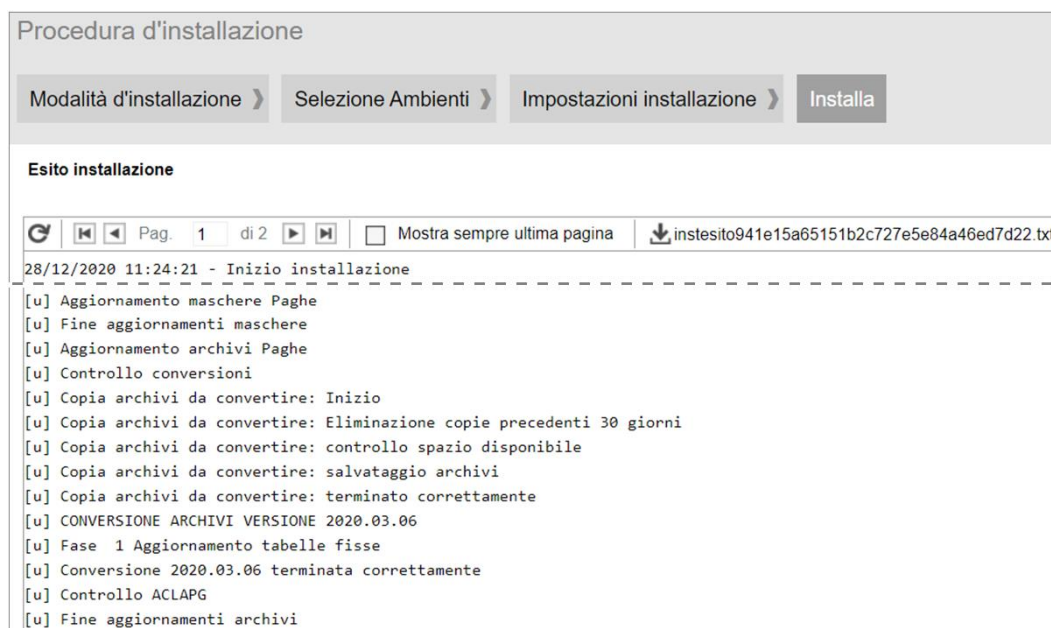 Procedura d'installazione
Modalità d'installazione ❱ Selezione Ambienti ❱ Impostazioni installazione ❱ Installa
Esito installazione
Pag. 1 di 2 Mostra sempre ultima pagina instesito941e15a65151b2c727e5e84a46ed7d22.txt
28/12/2020 11:24:21 - Inizio installazione
[u] Aggiornamento maschere Paghe
[u] Fine aggiornamenti maschere
[u] Aggiornamento archivi Paghe
[u] Controllo conversioni
[u] Copia archivi da convertire: Inizio
[u] Copia archivi da convertire: Eliminazione copie precedenti 30 giorni
[u] Copia archivi da convertire: controllo spazio disponibile
[u] Copia archivi da convertire: salvataggio archivi
[u] Copia archivi da convertire: terminato correttamente
[u] CONVERSIONE ARCHIVI VERSIONE 2020.03.06
[u] Fase  1 Aggiornamento tabelle fisse
[u] Conversione 2020.03.06 terminata correttamente
[u] Controllo ACLAPG
[u] Fine aggiornamenti archivi